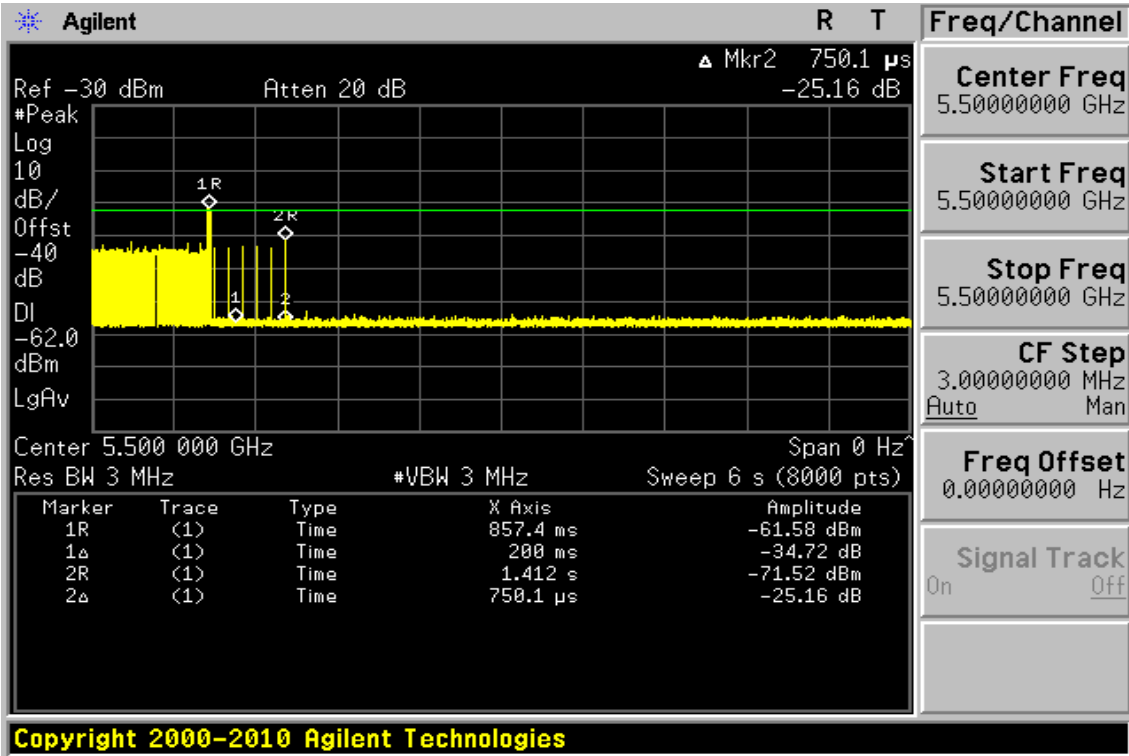 Agilent R T
Δ Mkr2 750.1 µs
Ref −30 dBm Atten 20 dB −25.16 dB
#Peak
Log
10
dB/
Offst
−40
dB
DI
−62.0
dBm
LgAv
1R
2R
1
2
Center 5.500 000 GHz Span 0 Hz^
Res BW 3 MHz #VBW 3 MHz Sweep 6 s (8000 pts)
Marker Trace Type X Axis Amplitude
1R (1) Time 857.4 ms −61.58 dBm
1Δ (1) Time 200 ms −34.72 dB
2R (1) Time 1.412 s −71.52 dBm
2Δ (1) Time 750.1 µs −25.16 dB
Freq/Channel
Center Freq
5.50000000 GHz
Start Freq
5.50000000 GHz
Stop Freq
5.50000000 GHz
CF Step
3.00000000 MHz
Auto Man
Freq Offset
0.00000000 Hz
Signal Track
On Off
Copyright 2000–2010 Agilent Technologies